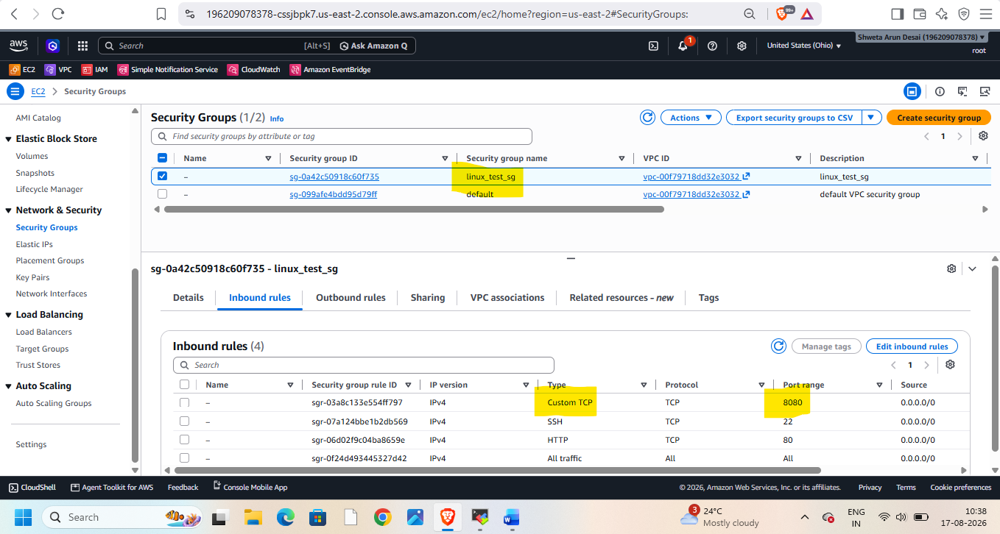 196209078378-cssjbpk7.us-east-2.console.aws.amazon.com/ec2/home?region=us-east-2#SecurityGroups:
99+
aws
Search [Alt+S] Ask Amazon Q
1
United States (Ohio)
Shweta Arun Desai (196209078378)
root
EC2 VPC IAM Simple Notification Service CloudWatch Amazon EventBridge
EC2 > Security Groups
AMI Catalog
Elastic Block Store
Volumes
Snapshots
Lifecycle Manager
Network & Security
Security Groups
Elastic IPs
Placement Groups
Key Pairs
Network Interfaces
Load Balancing
Load Balancers
Target Groups
Trust Stores
Auto Scaling
Auto Scaling Groups
Settings
Security Groups (1/2) Info
Actions Export security groups to CSV Create security group
Find security groups by attribute or tag
1
Name Security group ID Security group name VPC ID Description
– sg-0a42c50918c60f735 linux_test_sg vpc-00f79718dd32e3032 linux_test_sg
– sg-099afe4bdd95d79ff default vpc-00f79718dd32e3032 default VPC security group
sg-0a42c50918c60f735 - linux_test_sg
Details Inbound rules Outbound rules Sharing VPC associations Related resources - new Tags
Inbound rules (4)
Manage tags Edit inbound rules
Search
1
Name Security group rule ID IP version Type Protocol Port range Source
– sgr-03a8c133e554ff797 IPv4 Custom TCP TCP 8080 0.0.0.0/0
– sgr-07a124bbe1b2db569 IPv4 SSH TCP 22 0.0.0.0/0
– sgr-06d02f9c04ba8659e IPv4 HTTP TCP 80 0.0.0.0/0
– sgr-0f24d493445327d42 IPv4 All traffic All All 0.0.0.0/0
CloudShell Agent Toolkit for AWS Feedback Console Mobile App © 2026, Amazon Web Services, Inc. or its affiliates. Privacy Terms Cookie preferences
Search
3
24°C
Mostly cloudy
ENG
IN
10:38
17-08-2026